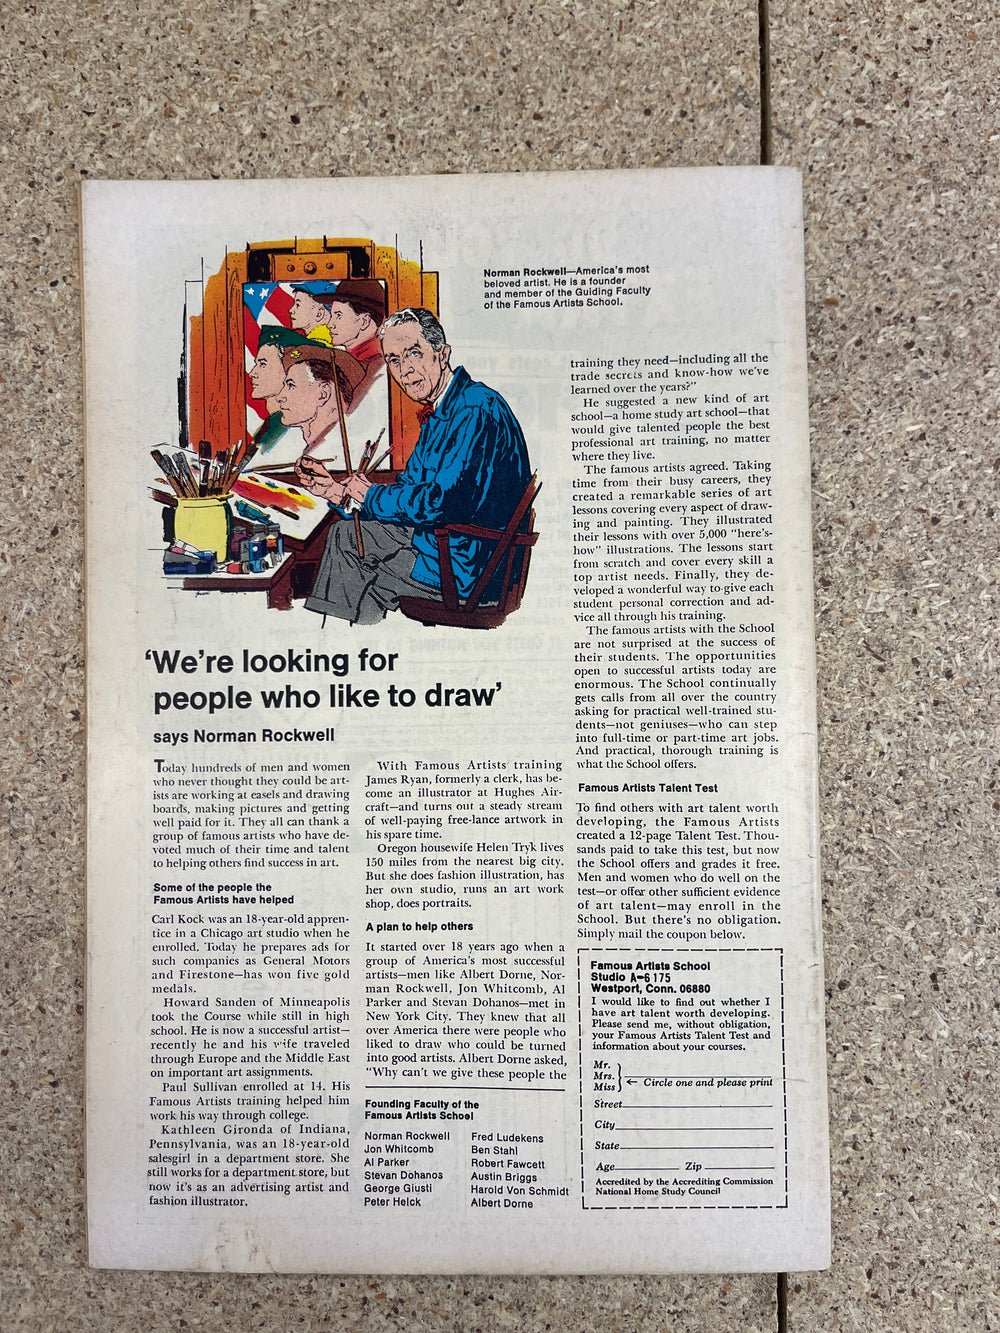 Norman Rockwell—America's most
beloved artist. He is a founder
and member of the Guiding Faculty
of the Famous Artists School.
'We're looking for
people who like to draw'
says Norman Rockwell
Today hundreds of men and women
who never thought they could be art-
ists are working at easels and drawing
boards, making pictures and getting
well paid for it. They all can thank a
group of famous artists who have de-
voted much of their time and talent
to helping others find success in art.
Some of the people the
Famous Artists have helped
Carl Kock was an 18-year-old appren-
tice in a Chicago art studio when he
enrolled. Today he prepares ads for
such companies as General Motors
and Firestone—has won five gold
medals.
Howard Sanden of Minneapolis
took the Course while still in high
school. He is now a successful artist—
recently he and his wife traveled
through Europe and the Middle East
on important art assignments.
Paul Sullivan enrolled at 14. His
Famous Artists training helped him
work his way through college.
Kathleen Gironda of Indiana,
Pennsylvania, was an 18-year-old
salesgirl in a department store. She
still works for a department store, but
now it's as an advertising artist and
fashion illustrator.
With Famous Artists training
James Ryan, formerly a clerk, has be-
come an illustrator at Hughes Air-
craft—and turns out a steady stream
of well-paying free-lance artwork in
his spare time.
Oregon housewife Helen Tryk lives
150 miles from the nearest big city.
But she does fashion illustration, has
her own studio, runs an art work
shop, does portraits.
A plan to help others
It started over 18 years ago when a
group of America's most successful
artists—men like Albert Dorne, Nor-
man Rockwell, Jon Whitcomb, Al
Parker and Stevan Dohanos—met in
New York City. They knew that all
over America there were people who
liked to draw who could be turned
into good artists. Albert Dorne asked,
"Why can't we give these people the
Founding Faculty of the
Famous Artists School
Norman Rockwell
Jon Whitcomb
Al Parker
Stevan Dohanos
George Giusti
Peter Helck
Fred Ludekens
Ben Stahl
Robert Fawcett
Austin Briggs
Harold Von Schmidt
Albert Dorne
training they need—including all the
trade secrets and know-how we've
learned over the years?"
He suggested a new kind of art
school—a home study art school—that
would give talented people the best
professional art training, no matter
where they live.
The famous artists agreed. Taking
time from their busy careers, they
created a remarkable series of art
lessons covering every aspect of draw-
ing and painting. They illustrated
their lessons with over 5,000 "here's-
how" illustrations. The lessons start
from scratch and cover every skill a
top artist needs. Finally, they de-
veloped a wonderful way to give each
student personal correction and ad-
vice all through his training.
The famous artists with the School
are not surprised at the success of
their students. The opportunities
open to successful artists today are
enormous. The School continually
gets calls from all over the country
asking for practical well-trained stu-
dents—not geniuses—who can step
into full-time or part-time art jobs.
And practical, thorough training is
what the School offers.
Famous Artists Talent Test
To find others with art talent worth
developing, the Famous Artists
created a 12-page Talent Test. Thou-
sands paid to take this test, but now
the School offers and grades it free.
Men and women who do well on the
test—or offer other sufficient evidence
of art talent—may enroll in the
School. But there's no obligation.
Simply mail the coupon below.
Famous Artists School
Studio A-6175
Westport, Conn. 06880
I would like to find out whether I
have art talent worth developing.
Please send me, without obligation,
your Famous Artists Talent Test and
information about your courses.
Mr.
Mrs.
Miss ← Circle one and please print
Street
City
State
Age Zip
Accredited by the Accrediting Commission
National Home Study Council